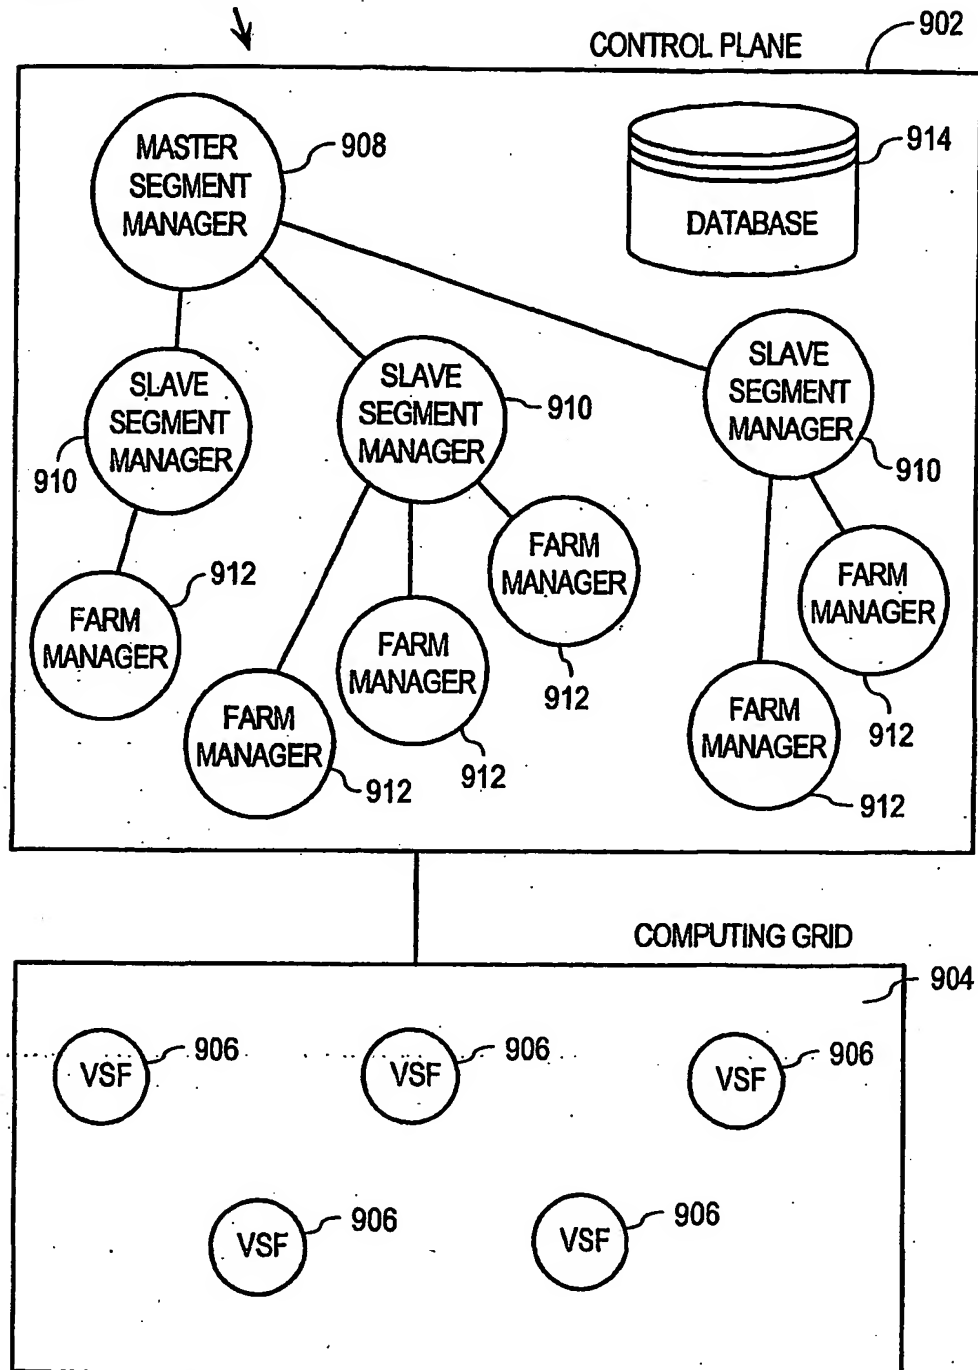 902
CONTROL PLANE
MASTER
SEGMENT
MANAGER
908
914
DATABASE
SLAVE
SEGMENT
MANAGER
910
SLAVE
SEGMENT
MANAGER
910
SLAVE
SEGMENT
MANAGER
910
FARM
MANAGER
912
FARM
MANAGER
912
FARM
MANAGER
912
FARM
MANAGER
912
FARM
MANAGER
912
FARM
MANAGER
912
COMPUTING GRID
904
VSF
906
VSF
906
VSF
906
VSF
906
VSF
906